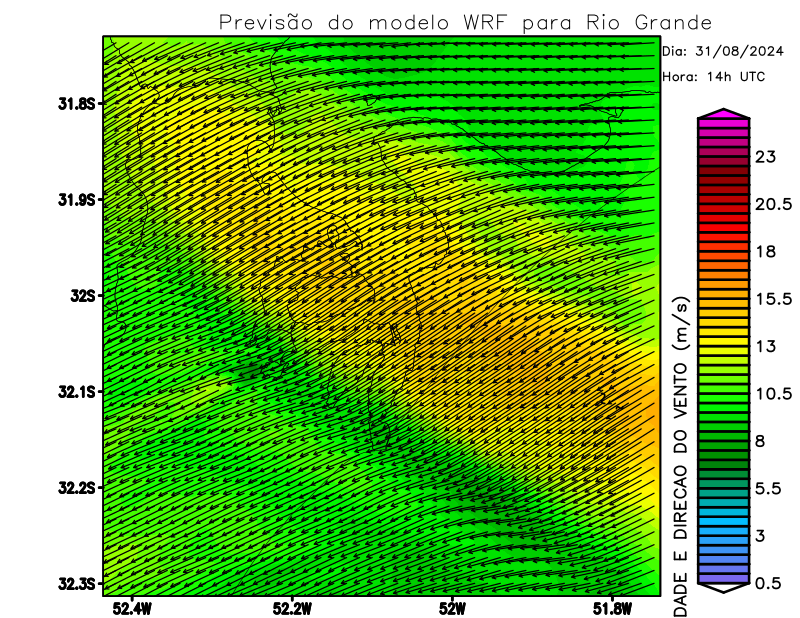 Previsão do modelo WRF para Rio Grande
Dia: 31/08/2024
Hora: 14h UTC
31.8S
31.9S
32S
32.1S
32.2S
32.3S
52.4W
52.2W
52W
51.8W
23
20.5
18
15.5
13
10.5
8
5.5
3
0.5
DADE E DIRECAO DO VENTO (m/s)